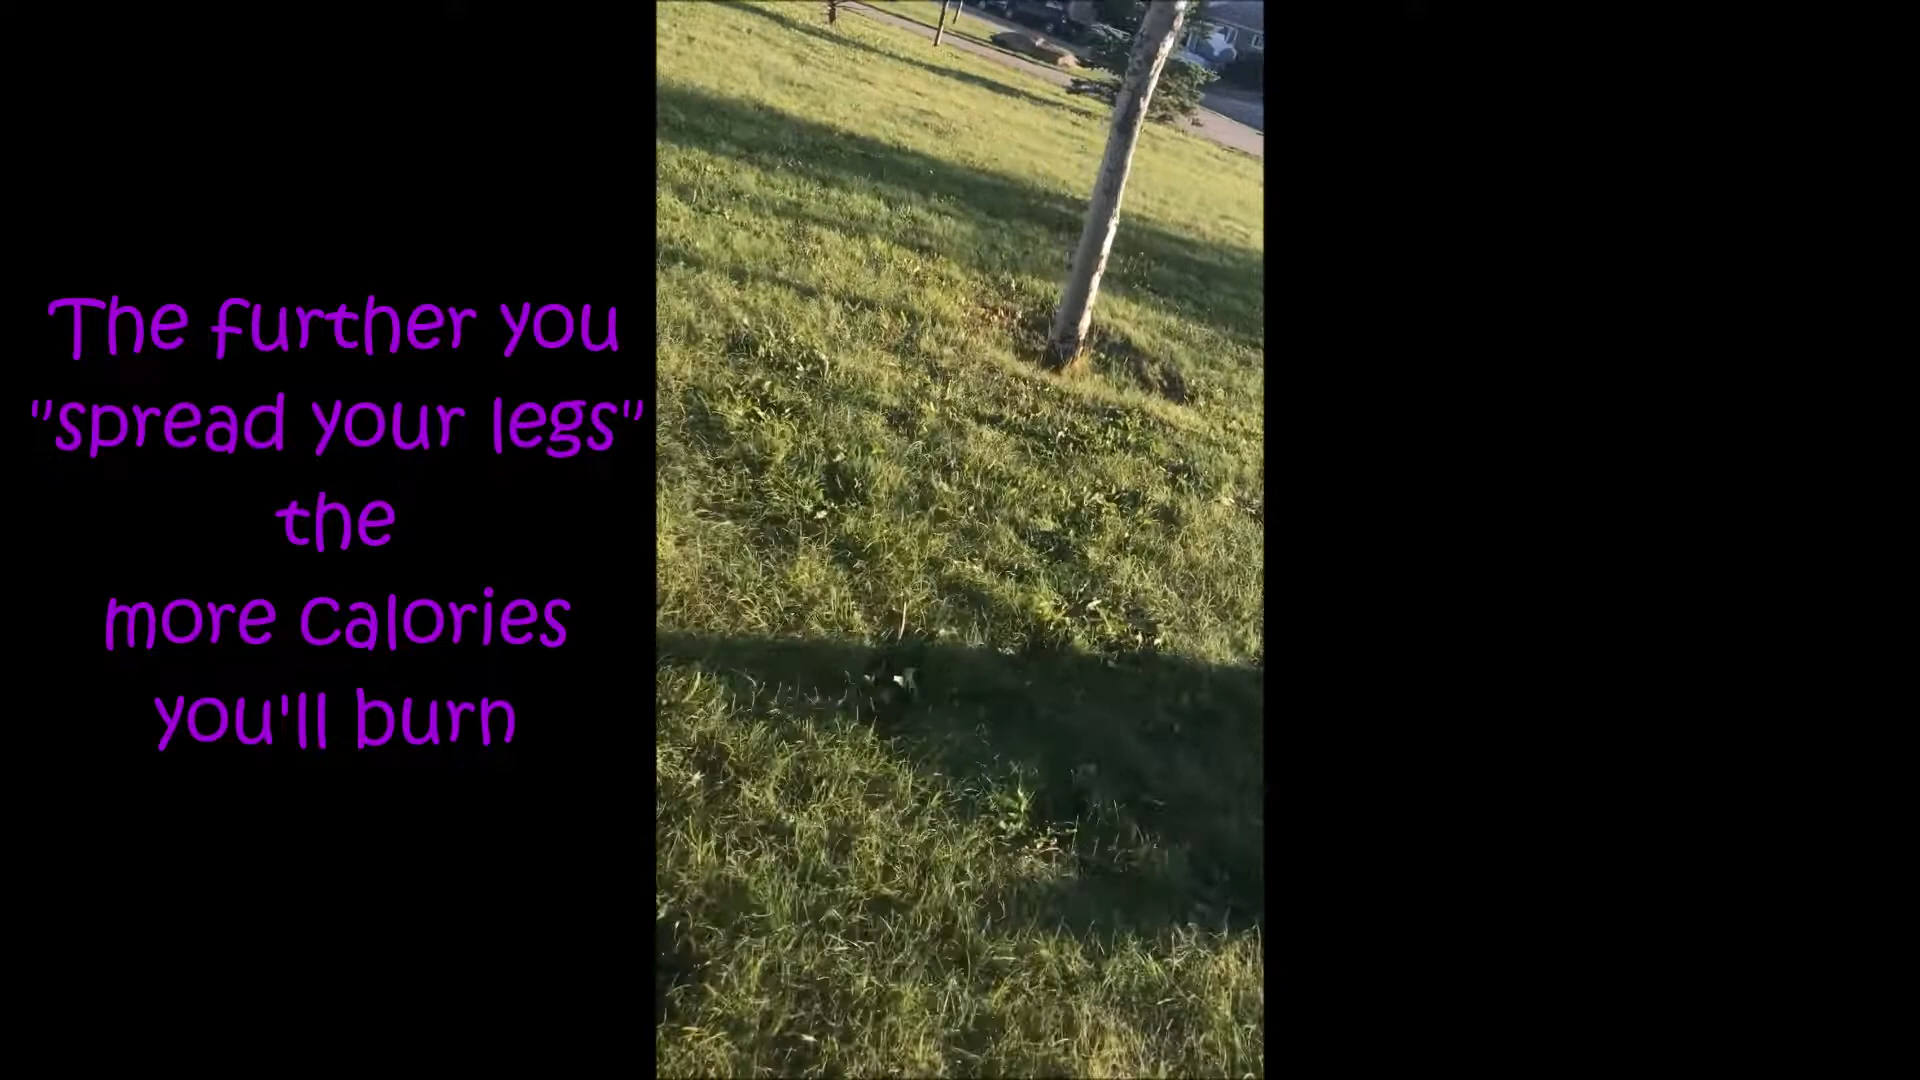 The further you
"spread your legs"
the
more calories
you'll burn